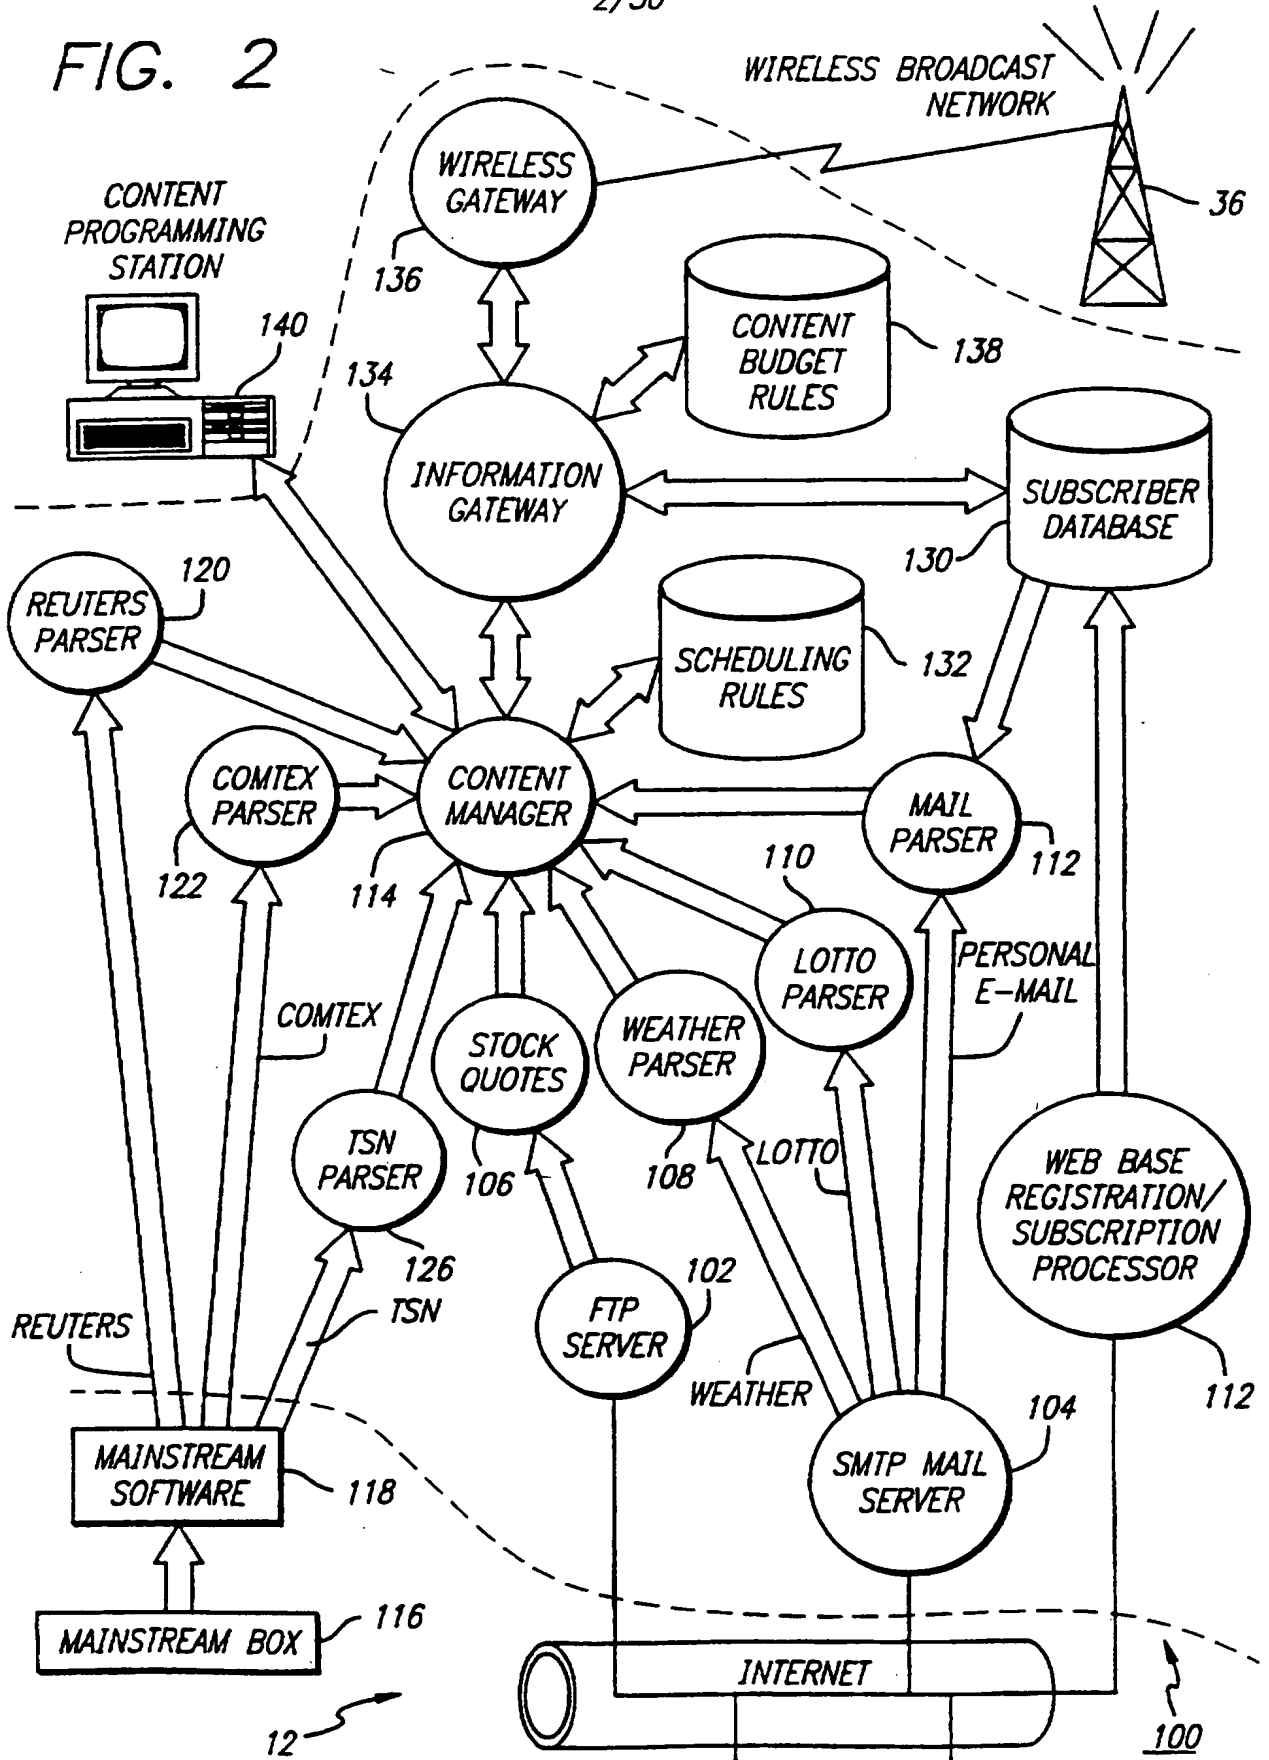 2/30
FIG. 2
WIRELESS BROADCAST
NETWORK
WIRELESS
GATEWAY
136
36
CONTENT
PROGRAMMING
STATION
140
134
CONTENT
BUDGET
RULES
138
INFORMATION
GATEWAY
SUBSCRIBER
DATABASE
130
120
REUTERS
PARSER
SCHEDULING
RULES
132
COMTEX
PARSER
122
CONTENT
MANAGER
114
MAIL
PARSER
112
110
LOTTO
PARSER
PERSONAL
E-MAIL
COMTEX
STOCK
QUOTES
106
WEATHER
PARSER
108
LOTTO
TSN
PARSER
126
TSN
WEB BASE
REGISTRATION/
SUBSCRIPTION
PROCESSOR
112
102
FTP
SERVER
REUTERS
WEATHER
104
SMTP MAIL
SERVER
MAINSTREAM
SOFTWARE
118
116
MAINSTREAM BOX
INTERNET
12
100